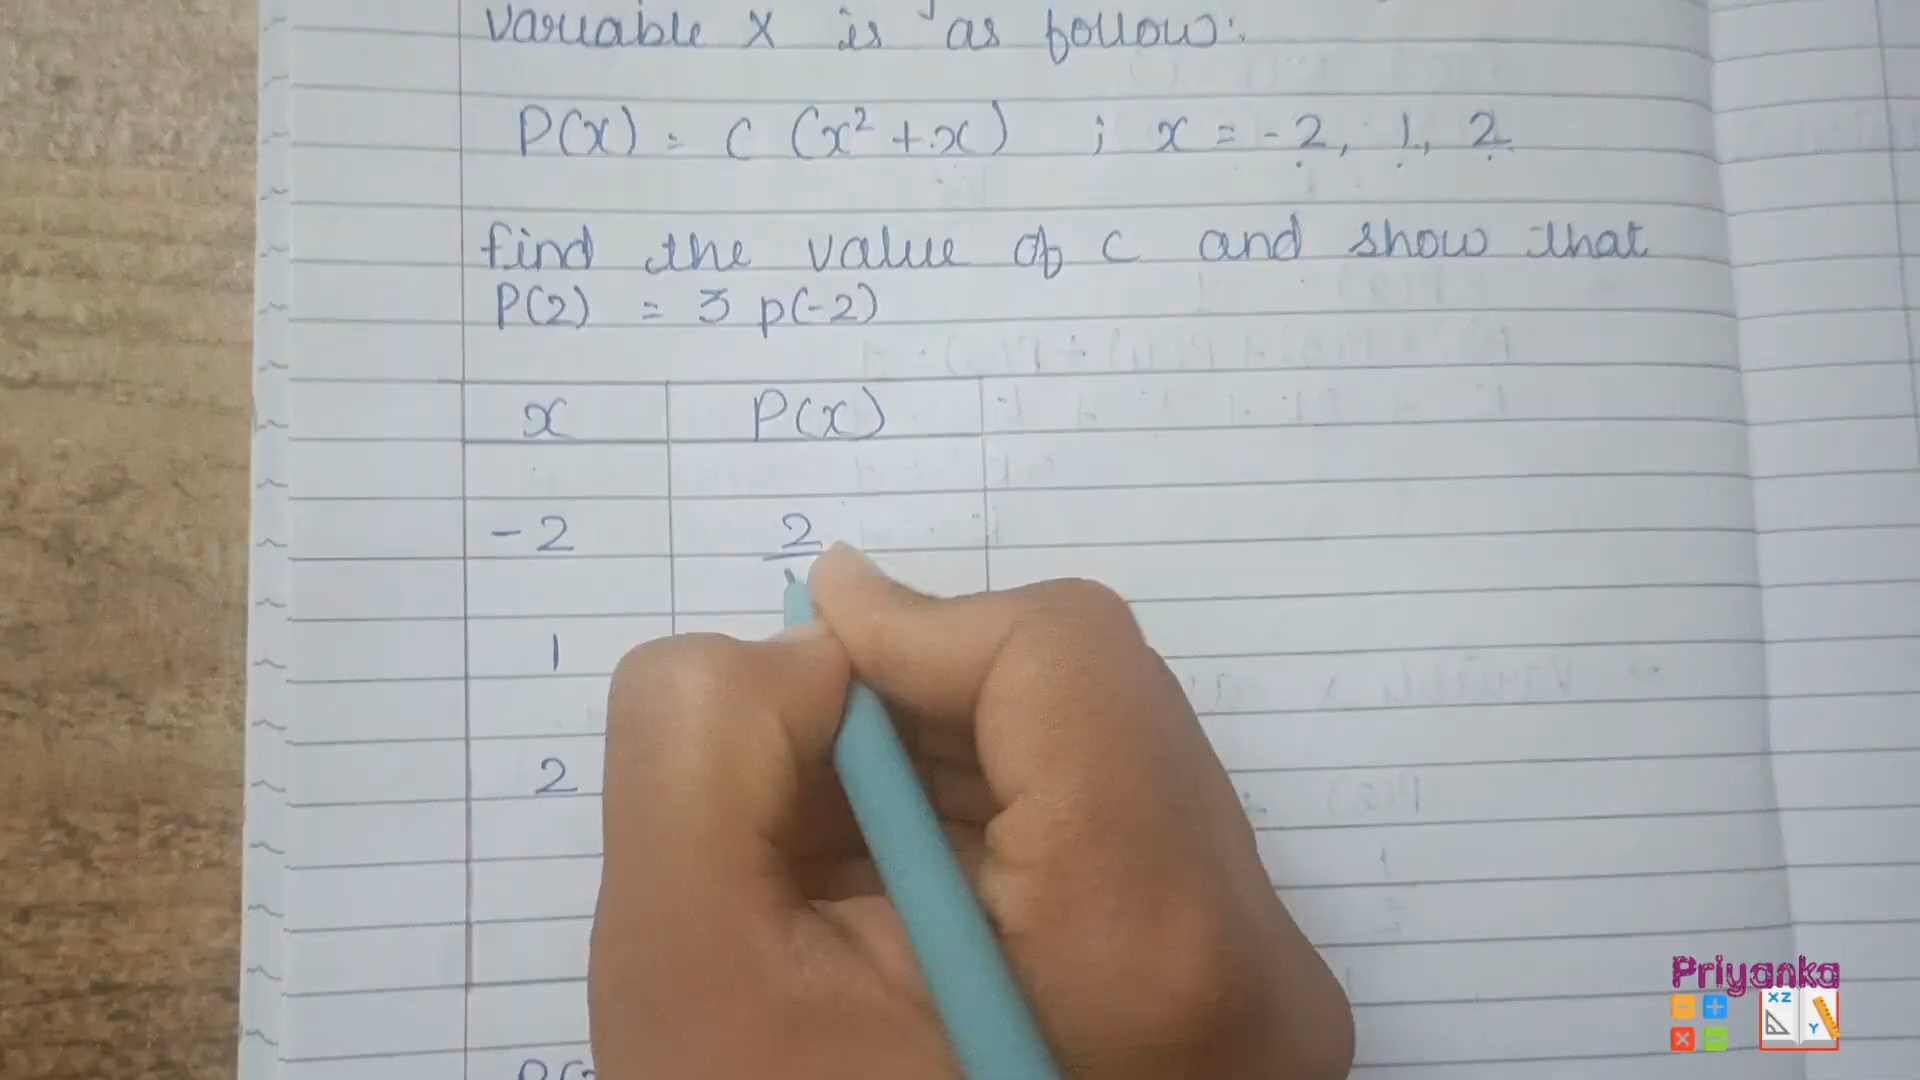 variable X is as follow:
P(x) = C (x² + x) ; x = -2, 1, 2
find the value of C and show that
P(2) = 3 p(-2)
x P(x)
-2 2
1
2
Priyanka
XZ
Y